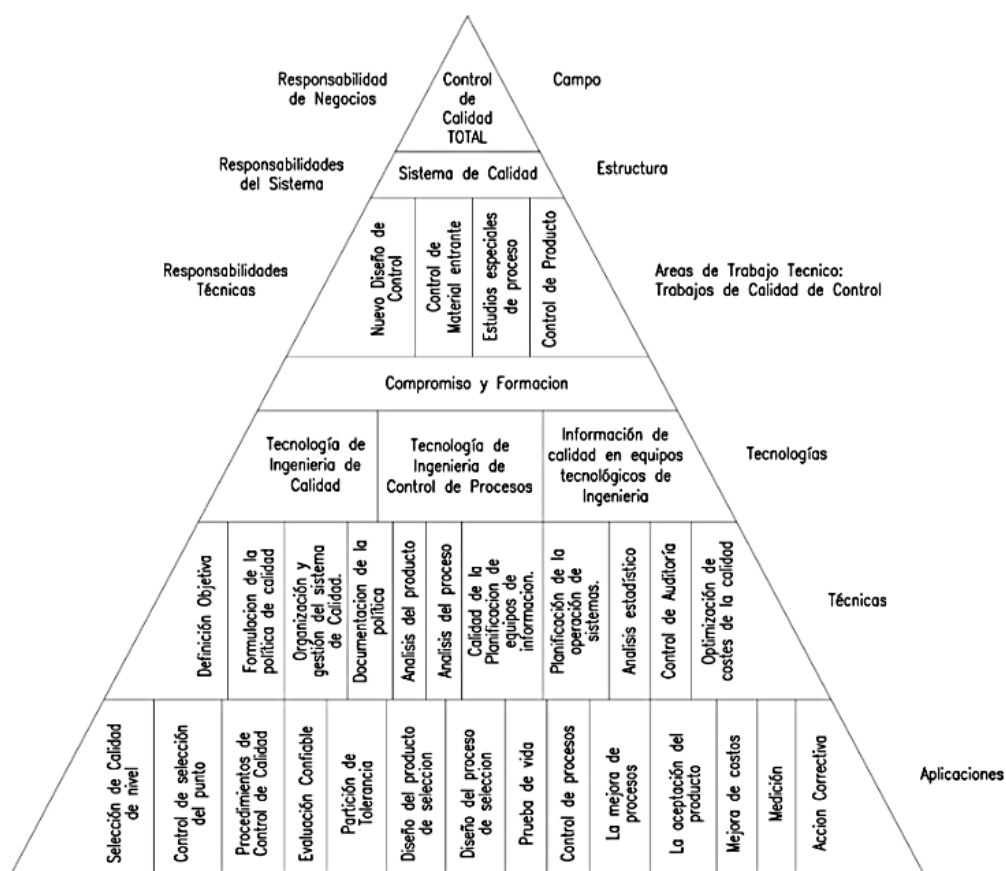 Responsabilidad
de Negocios
Control
de
Calidad
TOTAL
Campo
Responsabilidades
del Sistema
Sistema de Calidad
Estructura
Responsabilidades
Técnicas
Nuevo Diseño de
Control
Control de
Material entrante
Estudios especiales
de proceso
Control de Producto
Areas de Trabajo Tecnico:
Trabajos de Calidad de Control
Compromiso y Formacion
Tecnología de
Ingenieria de
Calidad
Tecnología de
Ingenieria de
Control de Procesos
Información de
calidad en equipos
tecnológicos de
Ingenieria
Tecnologías
Definición Objetiva
Formulacion de la
política de calidad
Organización y
gestión del sistema
de Calidad.
Documentacion de la
política
Analisis del producto
Analisis del proceso
Calidad de la
Planificacion de
equipos de
informacion.
Planificación de la
operación de
sistemas.
Analisis estadístico
Control de Auditoría
Optimización de
costes de la calidad
Técnicas
Selección de Calidad
de nivel
Control de selección
del punto
Procedimientos de
Control de Calidad
Evaluación Confiable
Partición de
Tolerancia
Diseño del producto
de seleccion
Diseño del proceso
de seleccion
Prueba de vida
Control de procesos
La mejora de
procesos
La aceptación del
producto
Mejora de costos
Medición
Accion Correctiva
Aplicaciones